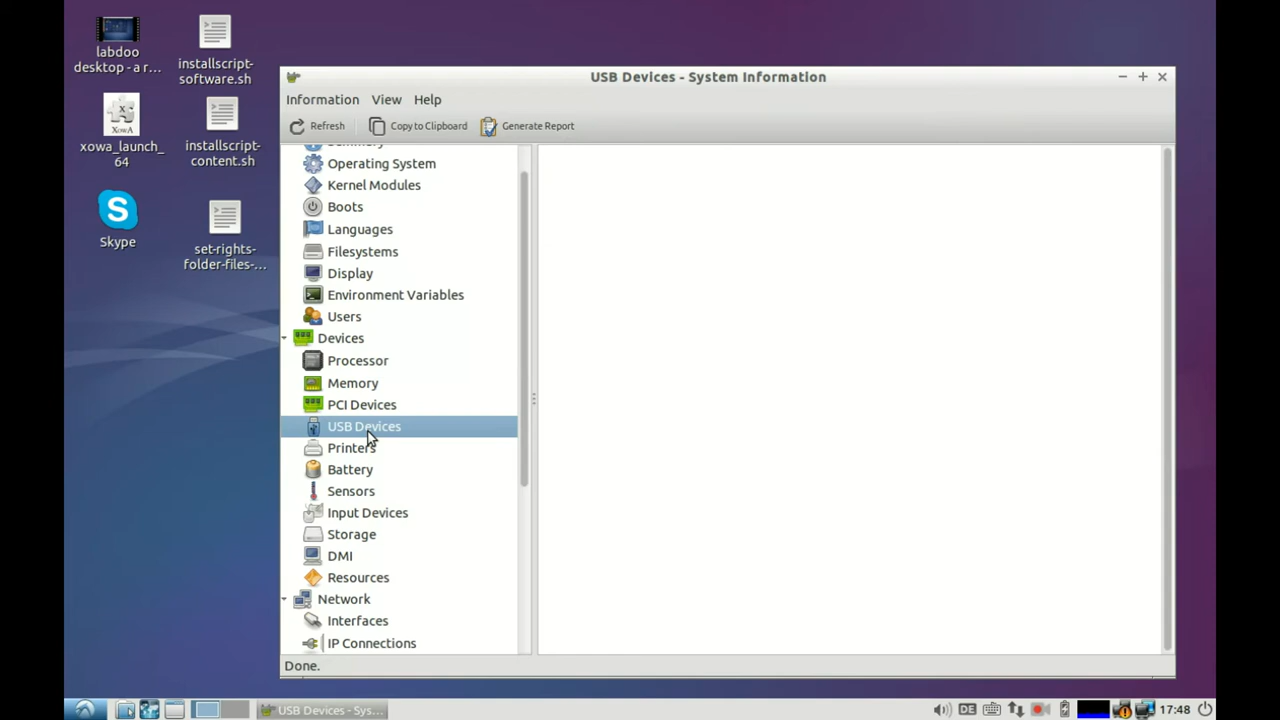 labdoo
desktop - a r...
installscript-
software.sh
xowa_launch_
64
installscript-
content.sh
Skype
set-rights-
folder-files-...
USB Devices - System Information
Information View Help
Refresh Copy to Clipboard Generate Report
Summary
Operating System
Kernel Modules
Boots
Languages
Filesystems
Display
Environment Variables
Users
Devices
Processor
Memory
PCI Devices
USB Devices
Printers
Battery
Sensors
Input Devices
Storage
DMI
Resources
Network
Interfaces
IP Connections
Done.
USB Devices - Sys...
DE
17:48